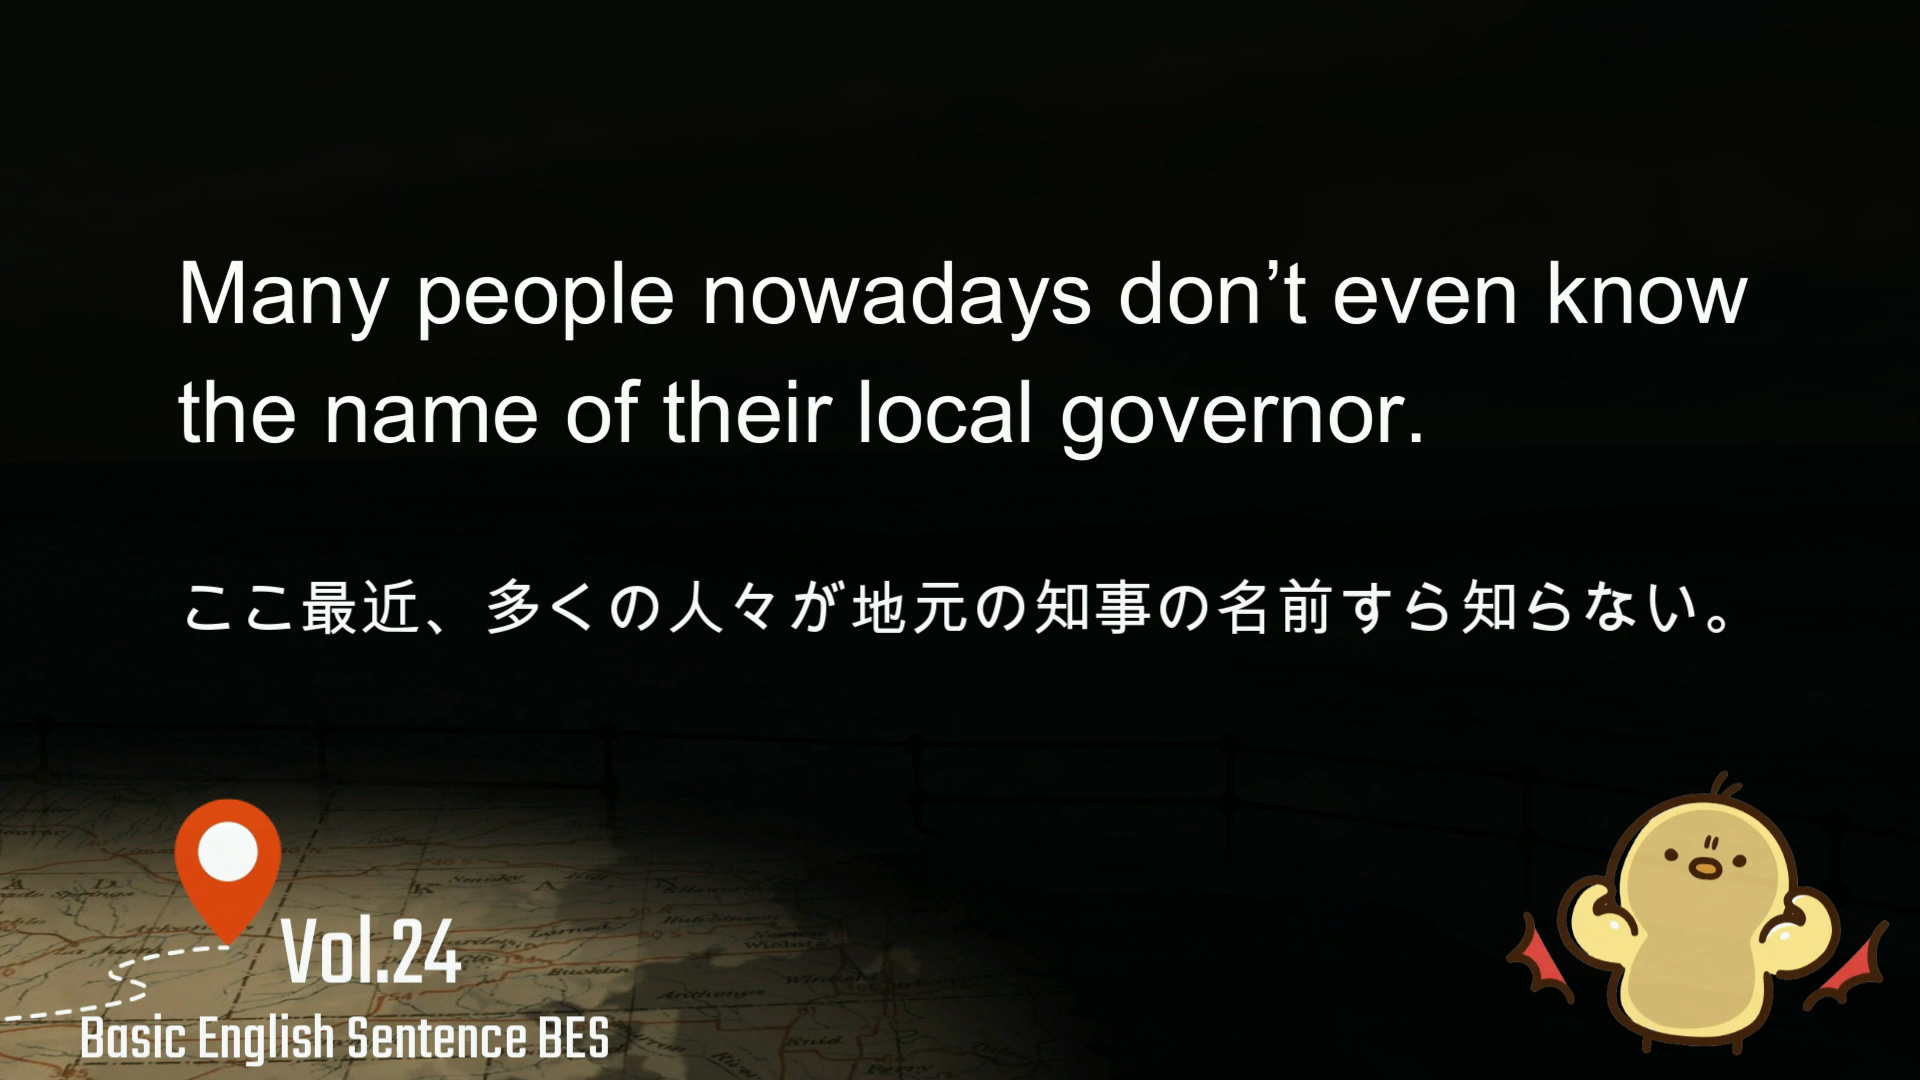 Many people nowadays don’t even know
the name of their local governor.
ここ最近、多くの人々が地元の知事の名前すら知らない。
Vol.24
Basic English Sentence BES